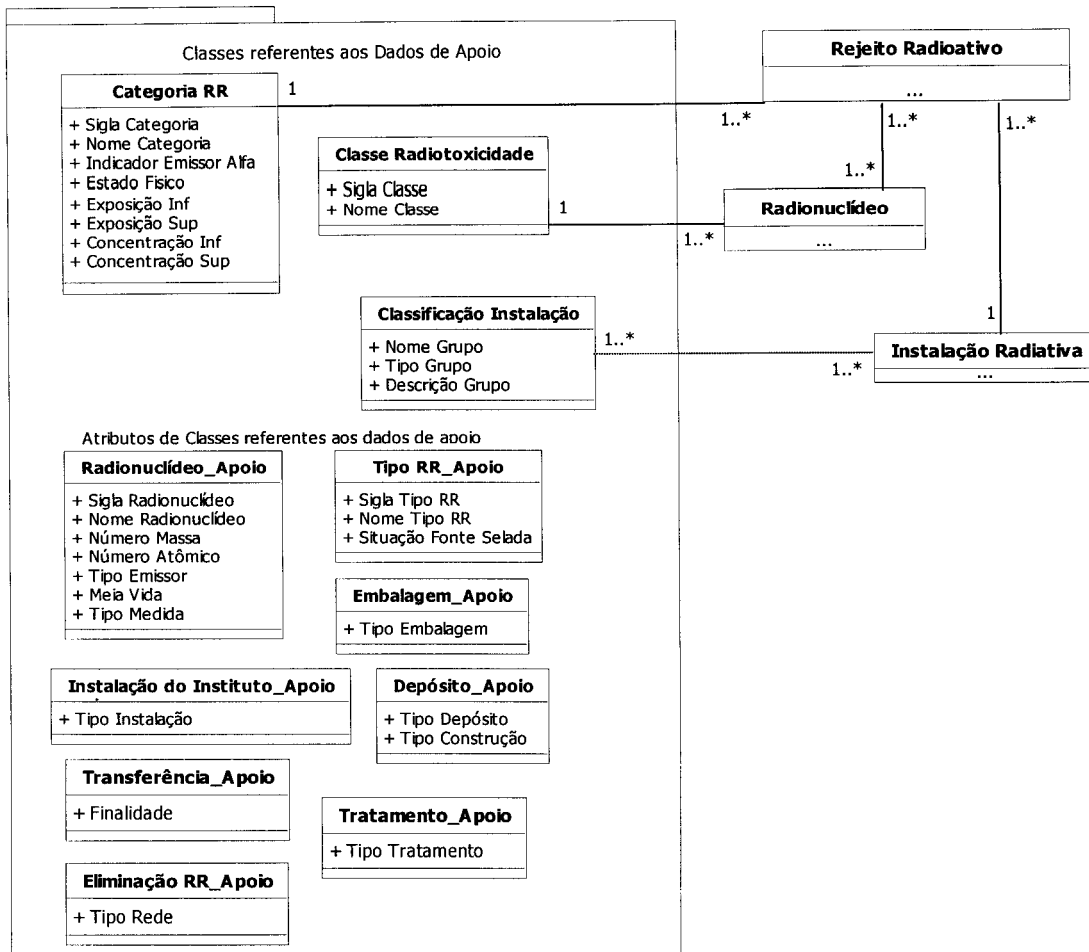 Classes referentes aos Dados de Apoio
Categoria RR
+ Sigla Categoria
+ Nome Categoria
+ Indicador Emissor Alfa
+ Estado Físico
+ Exposição Inf
+ Exposição Sup
+ Concentração Inf
+ Concentração Sup
1
1..*
Rejeito Radioativo
...
1..*
1..*
1..*
Classe Radiotoxicidade
+ Sigla Classe
+ Nome Classe
1
1..*
Radionuclídeo
...
Classificação Instalação
+ Nome Grupo
+ Tipo Grupo
+ Descrição Grupo
1..*
1..*
1
Instalação Radiativa
...
Atributos de Classes referentes aos dados de apoio
Radionuclídeo_Apoio
+ Sigla Radionuclídeo
+ Nome Radionuclídeo
+ Número Massa
+ Número Atômico
+ Tipo Emissor
+ Meia Vida
+ Tipo Medida
Tipo RR_Apoio
+ Sigla Tipo RR
+ Nome Tipo RR
+ Situação Fonte Selada
Embalagem_Apoio
+ Tipo Embalagem
Instalação do Instituto_Apoio
+ Tipo Instalação
Depósito_Apoio
+ Tipo Depósito
+ Tipo Construção
Transferência_Apoio
+ Finalidade
Tratamento_Apoio
+ Tipo Tratamento
Eliminação RR_Apoio
+ Tipo Rede